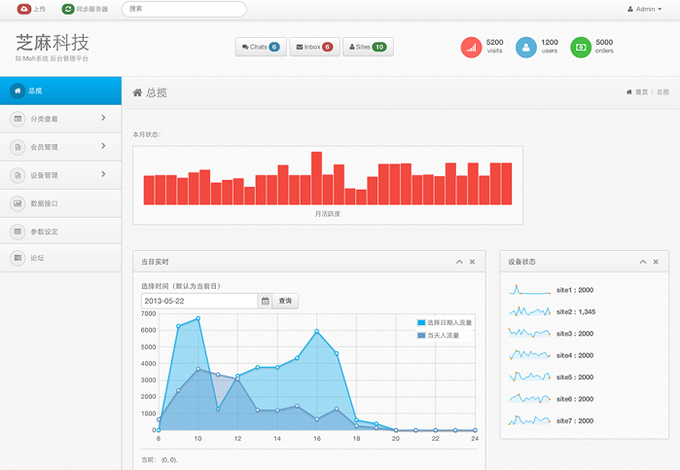 上传 同步服务器 搜索 Admin
芝麻科技
知·Mofi系统 后台管理平台
Chats 6 Inbox 6 Sites 10
5200 visits 1200 users 5000 orders
总揽
分类查看
会员管理
设备管理
数据接口
参数设定
论坛
总揽
首页 / 总揽
本月状态:
月活跃度
当日实时
选择时间（默认为当前日）
2013-05-22 查询
7000
6000
5000
4000
3000
2000
1000
0
8 10 12 14 16 18 20 22 24
选择日期人流量
当天人流量
当前： (0, 0).
设备状态
site1 : 2000
site2 : 1,345
site3 : 2000
site4 : 2000
site5 : 2000
site6 : 2000
site7 : 2000